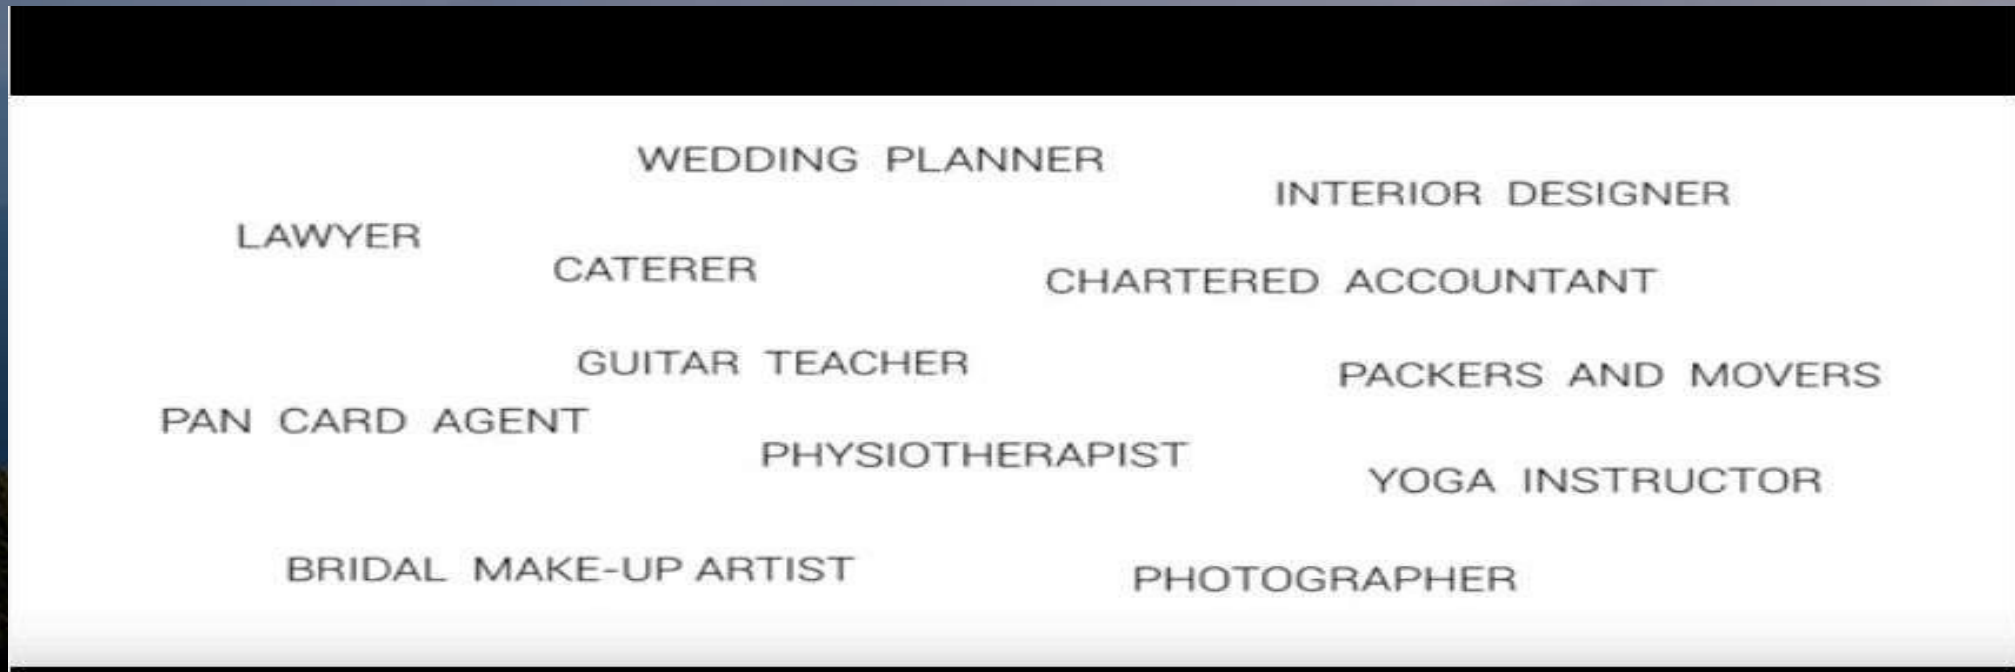 WEDDING PLANNER
INTERIOR DESIGNER
LAWYER
CATERER
CHARTERED ACCOUNTANT
GUITAR TEACHER
PACKERS AND MOVERS
PAN CARD AGENT
PHYSIOTHERAPIST
YOGA INSTRUCTOR
BRIDAL MAKE-UP ARTIST
PHOTOGRAPHER